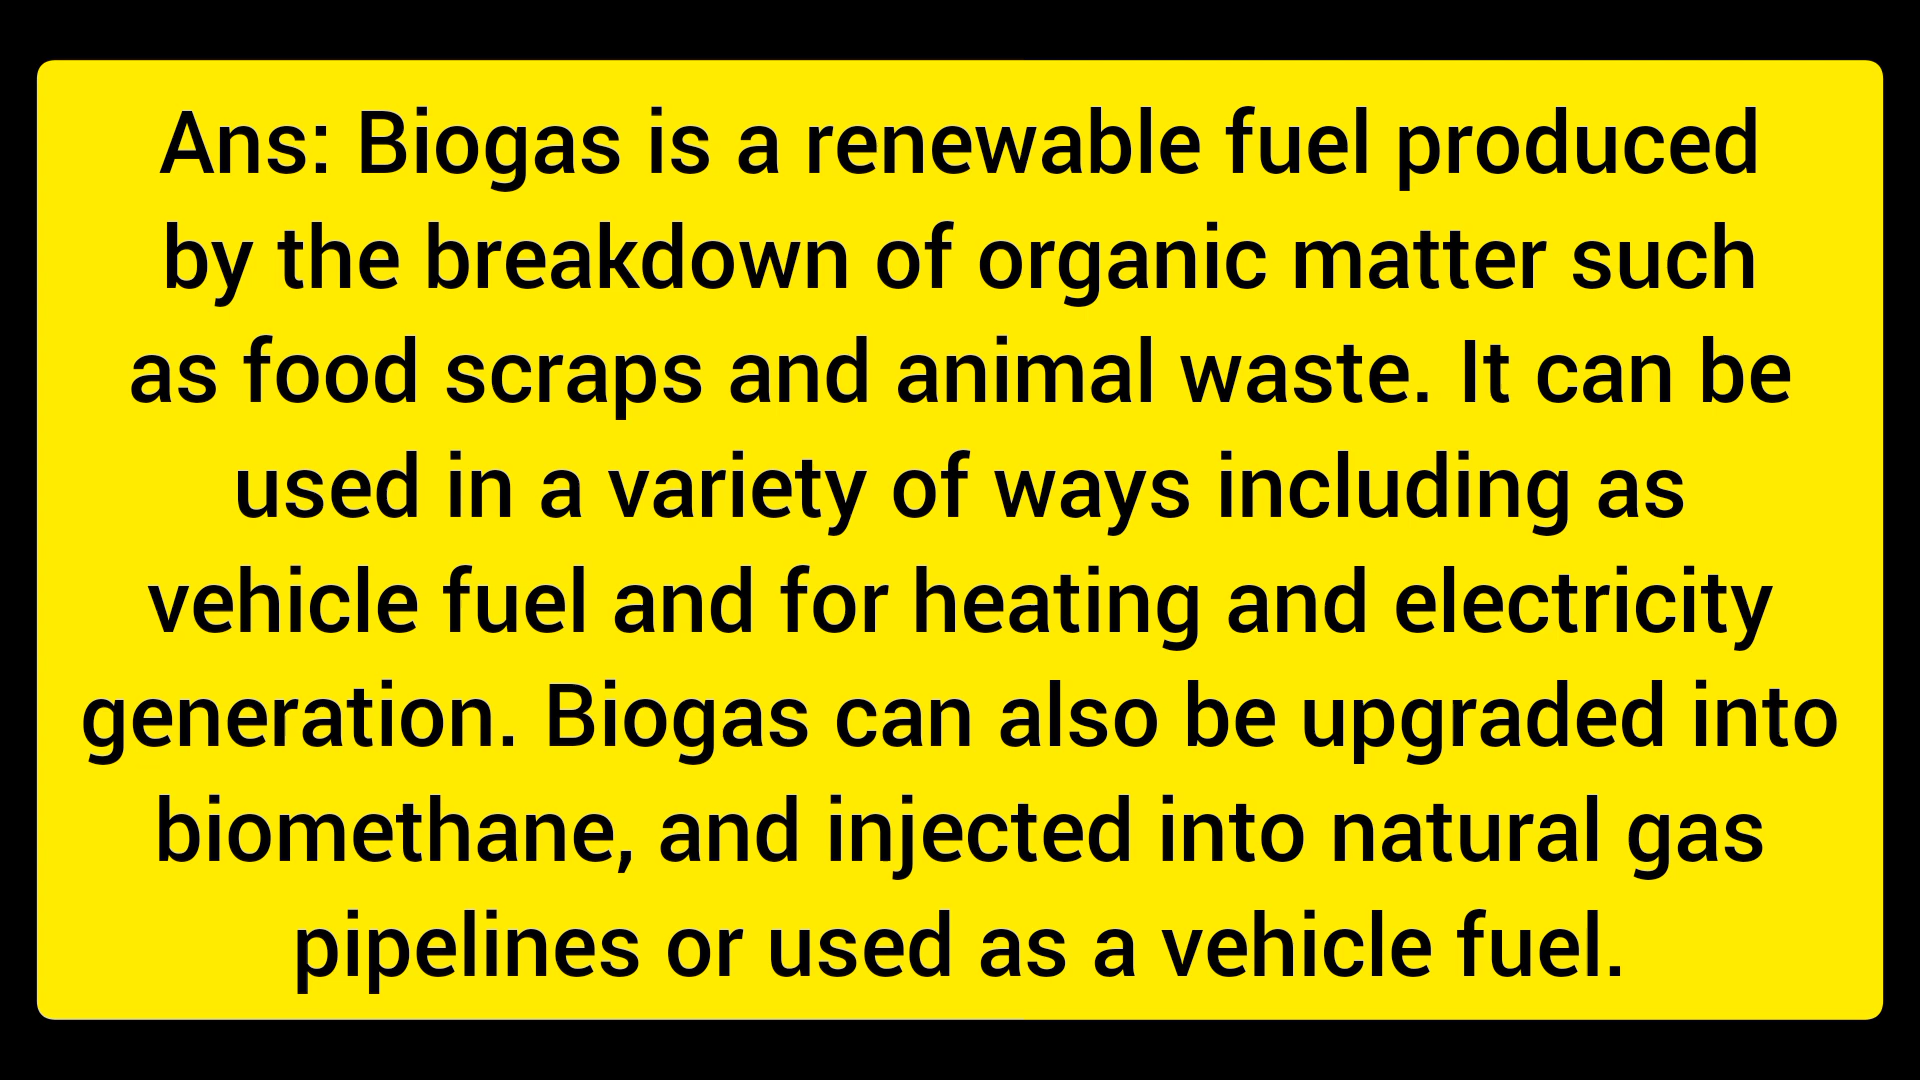 Ans: Biogas is a renewable fuel produced
by the breakdown of organic matter such
as food scraps and animal waste. It can be
used in a variety of ways including as
vehicle fuel and for heating and electricity
generation. Biogas can also be upgraded into
biomethane, and injected into natural gas
pipelines or used as a vehicle fuel.